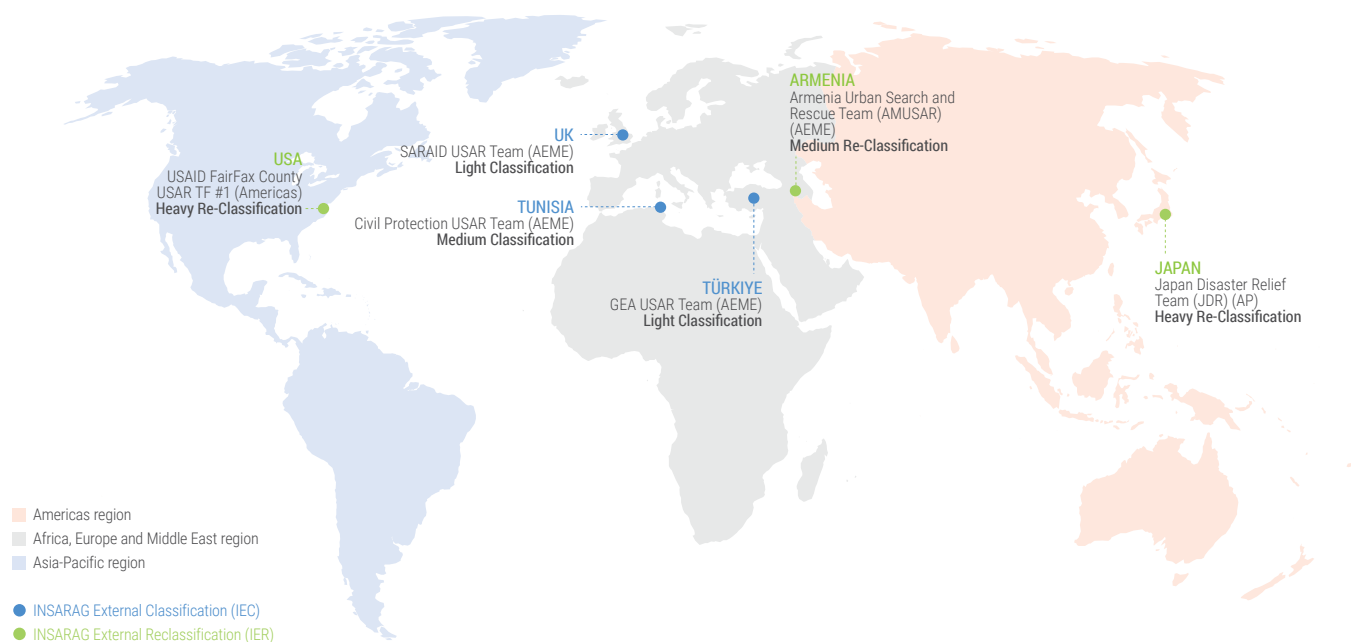 ARMENIA
Armenia Urban Search and
Rescue Team (AMUSAR)
(AEME)
Medium Re-Classification
UK
SARAID USAR Team (AEME)
Light Classification
USA
USAID FairFax County
USAR TF #1 (Americas)
Heavy Re-Classification
TUNISIA
Civil Protection USAR Team (AEME)
Medium Classification
TÜRKIYE
GEA USAR Team (AEME)
Light Classification
JAPAN
Japan Disaster Relief
Team (JDR) (AP)
Heavy Re-Classification
Americas region
Africa, Europe and Middle East region
Asia-Pacific region
INSARAG External Classification (IEC)
INSARAG External Reclassification (IER)